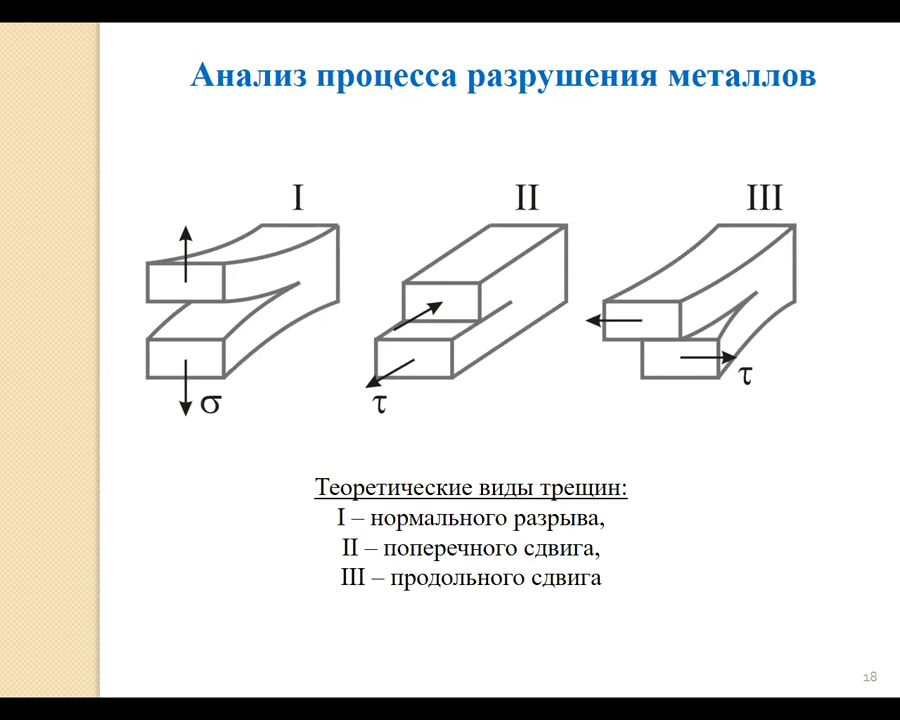 Анализ процесса разрушения металлов
I II III
σ τ τ
Теоретические виды трещин:
I – нормального разрыва,
II – поперечного сдвига,
III – продольного сдвига
18